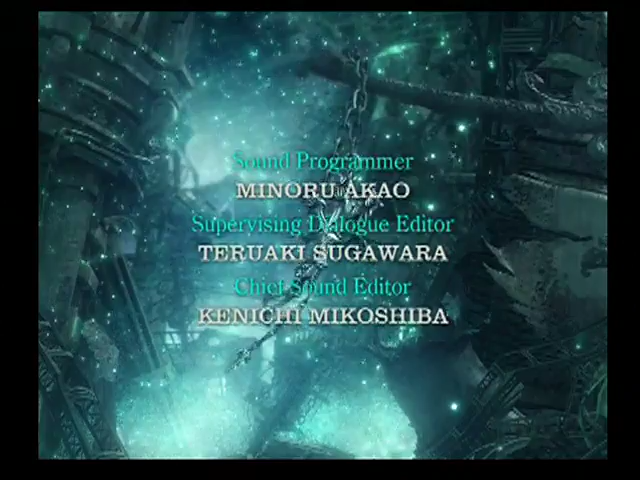 Sound Programmer
MINORU AKAO
Supervising Dialogue Editor
TERUAKI SUGAWARA
Chief Sound Editor
KENICHI MIKOSHIBA